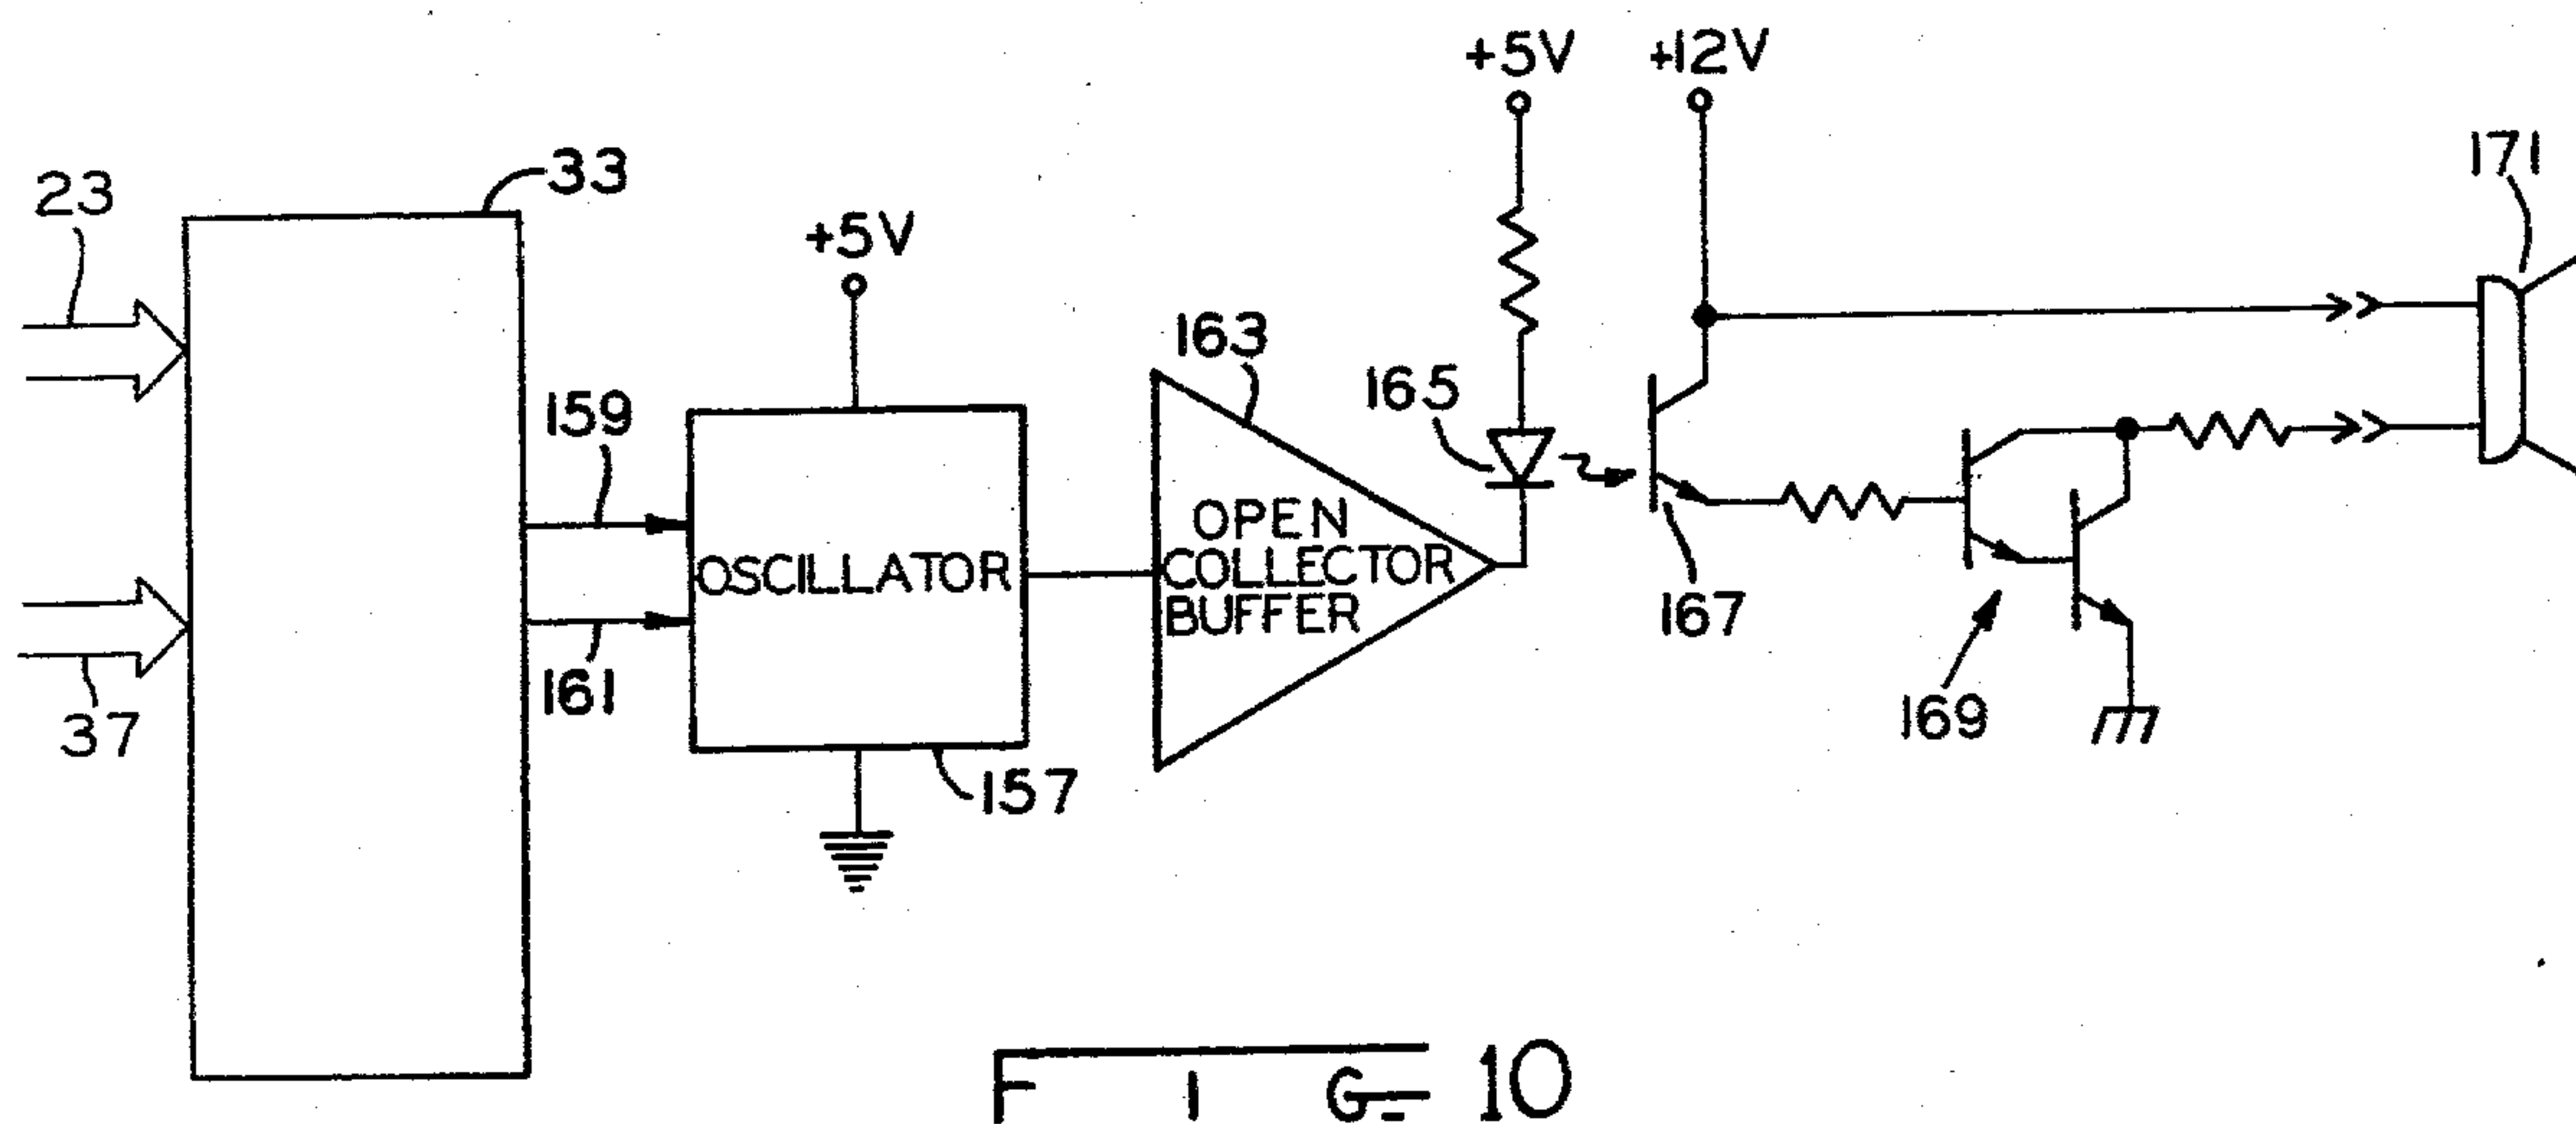 +5V
+12V
171
33
23
+5V
163
165
159
OPEN
COLLECTOR
BUFFER
OSCILLATOR
167
161
37
169
157
FIG_ 10